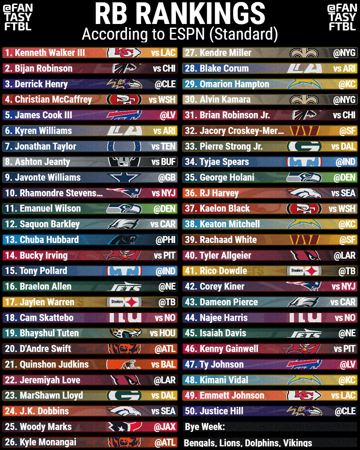 @FAN
TASY
FTBL
RB RANKINGS
According to ESPN (Standard)
@FAN
TASY
FTBL
1. Kenneth Walker III vs LAC
2. Bijan Robinson vs CHI
3. Derrick Henry @CLE
4. Christian McCaffrey vs WSH
5. James Cook III @LV
6. Kyren Williams vs ARI
7. Jonathan Taylor vs TEN
8. Ashton Jeanty vs BUF
9. Javonte Williams @GB
10. Rhamondre Stevens... vs NYJ
11. Emanuel Wilson @DEN
12. Saquon Barkley vs CAR
13. Chuba Hubbard @PHI
14. Bucky Irving vs PIT
15. Tony Pollard @IND
16. Braelon Allen @NE
17. Jaylen Warren Steelers @TB
18. Cam Skattebo vs NO
19. Bhayshul Tuten vs HOU
20. D'Andre Swift @ATL
21. Quinshon Judkins vs BAL
22. Jeremiyah Love @LAR
23. MarShawn Lloyd vs DAL
24. J.K. Dobbins vs SEA
25. Woody Marks @JAX
26. Kyle Monangai @ATL
27. Kendre Miller @NYG
28. Blake Corum vs ARI
29. Omarion Hampton @KC
30. Alvin Kamara @NYG
31. Brian Robinson Jr. vs CHI
32. Jacory Croskey-Mer... @SF
33. Pierre Strong Jr. vs DAL
34. Tyjae Spears @IND
35. George Holani @DEN
36. RJ Harvey vs SEA
37. Kaelon Black vs WSH
38. Keaton Mitchell @KC
39. Rachaad White @SF
40. Tyler Allgeier @LAR
41. Rico Dowdle Steelers @TB
42. Corey Kiner vs NYJ
43. Dameon Pierce vs CAR
44. Najee Harris vs NO
45. Isaiah Davis @NE
46. Kenny Gainwell vs PIT
47. Ty Johnson @LV
48. Kimani Vidal @KC
49. Emmett Johnson vs LAC
50. Justice Hill @CLE
Bye Week:
Bengals, Lions, Dolphins, Vikings